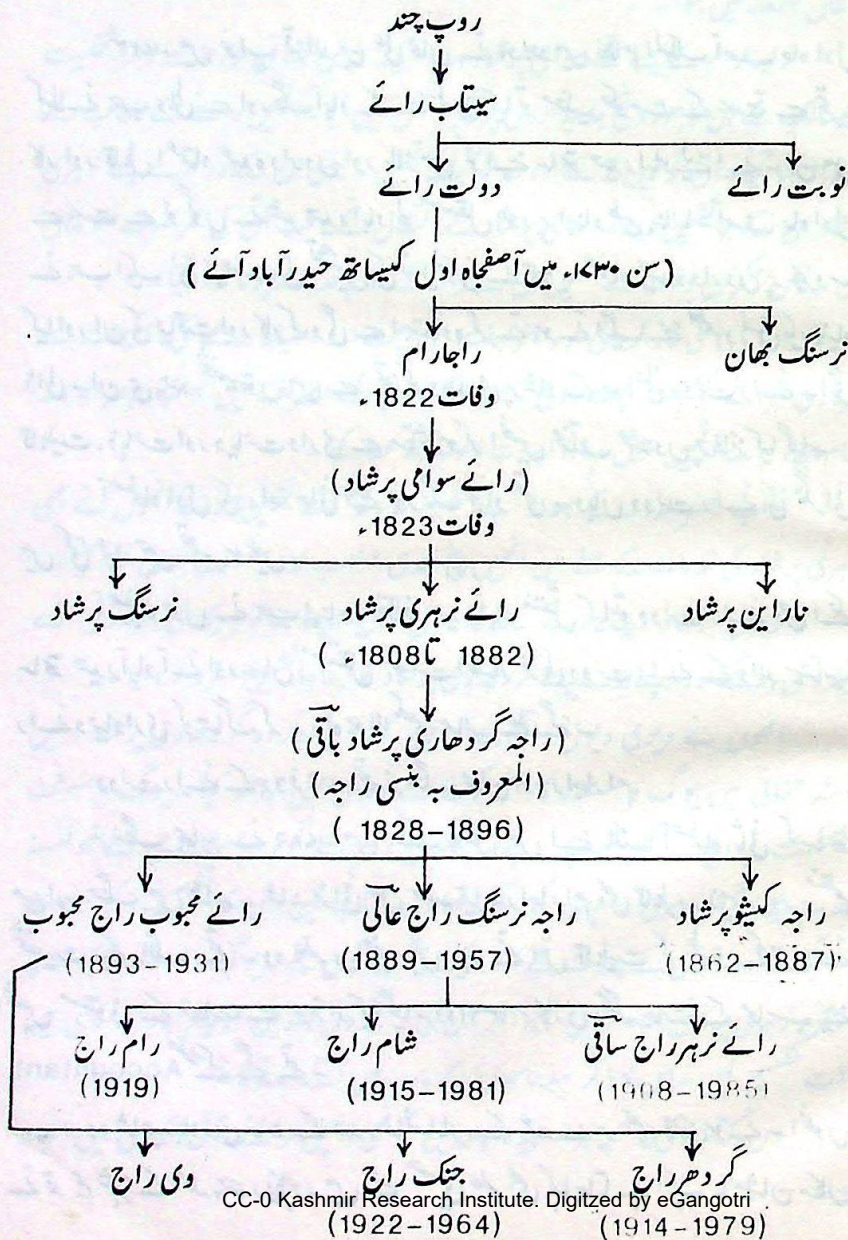 روپ چند
سیتاب رائے
نوبت رائے دولت رائے
(سن ۱۷۳۰ء میں آصفجاہ اول کیساتھ حیدرآباد آئے)
نرسنگ بھان راجارام
وفات 1822ء
(رائے سوامی پرشاد)
وفات 1823ء
ناراین پرشاد رائے نرہری پرشاد نرسنگ پرشاد
(1808 تا 1882ء)
(راجہ گردھاری پرشاد باقی)
(المعروف بہ بنسی راجہ)
(1828-1896)
راجہ کیشو پرشاد راجہ نرسنگ راج عالی رائے محبوب راج محبوب
(1862-1887) (1889-1957) (1893-1931)
رائے نرہر راج ساقی شام راج رام راج
(1908-1985) (1915-1981) (1919)
گردھر راج جنک راج وی راج
CC-0 Kashmir Research Institute. Digitzed by eGangotri
(1914-1979) (1922-1964)